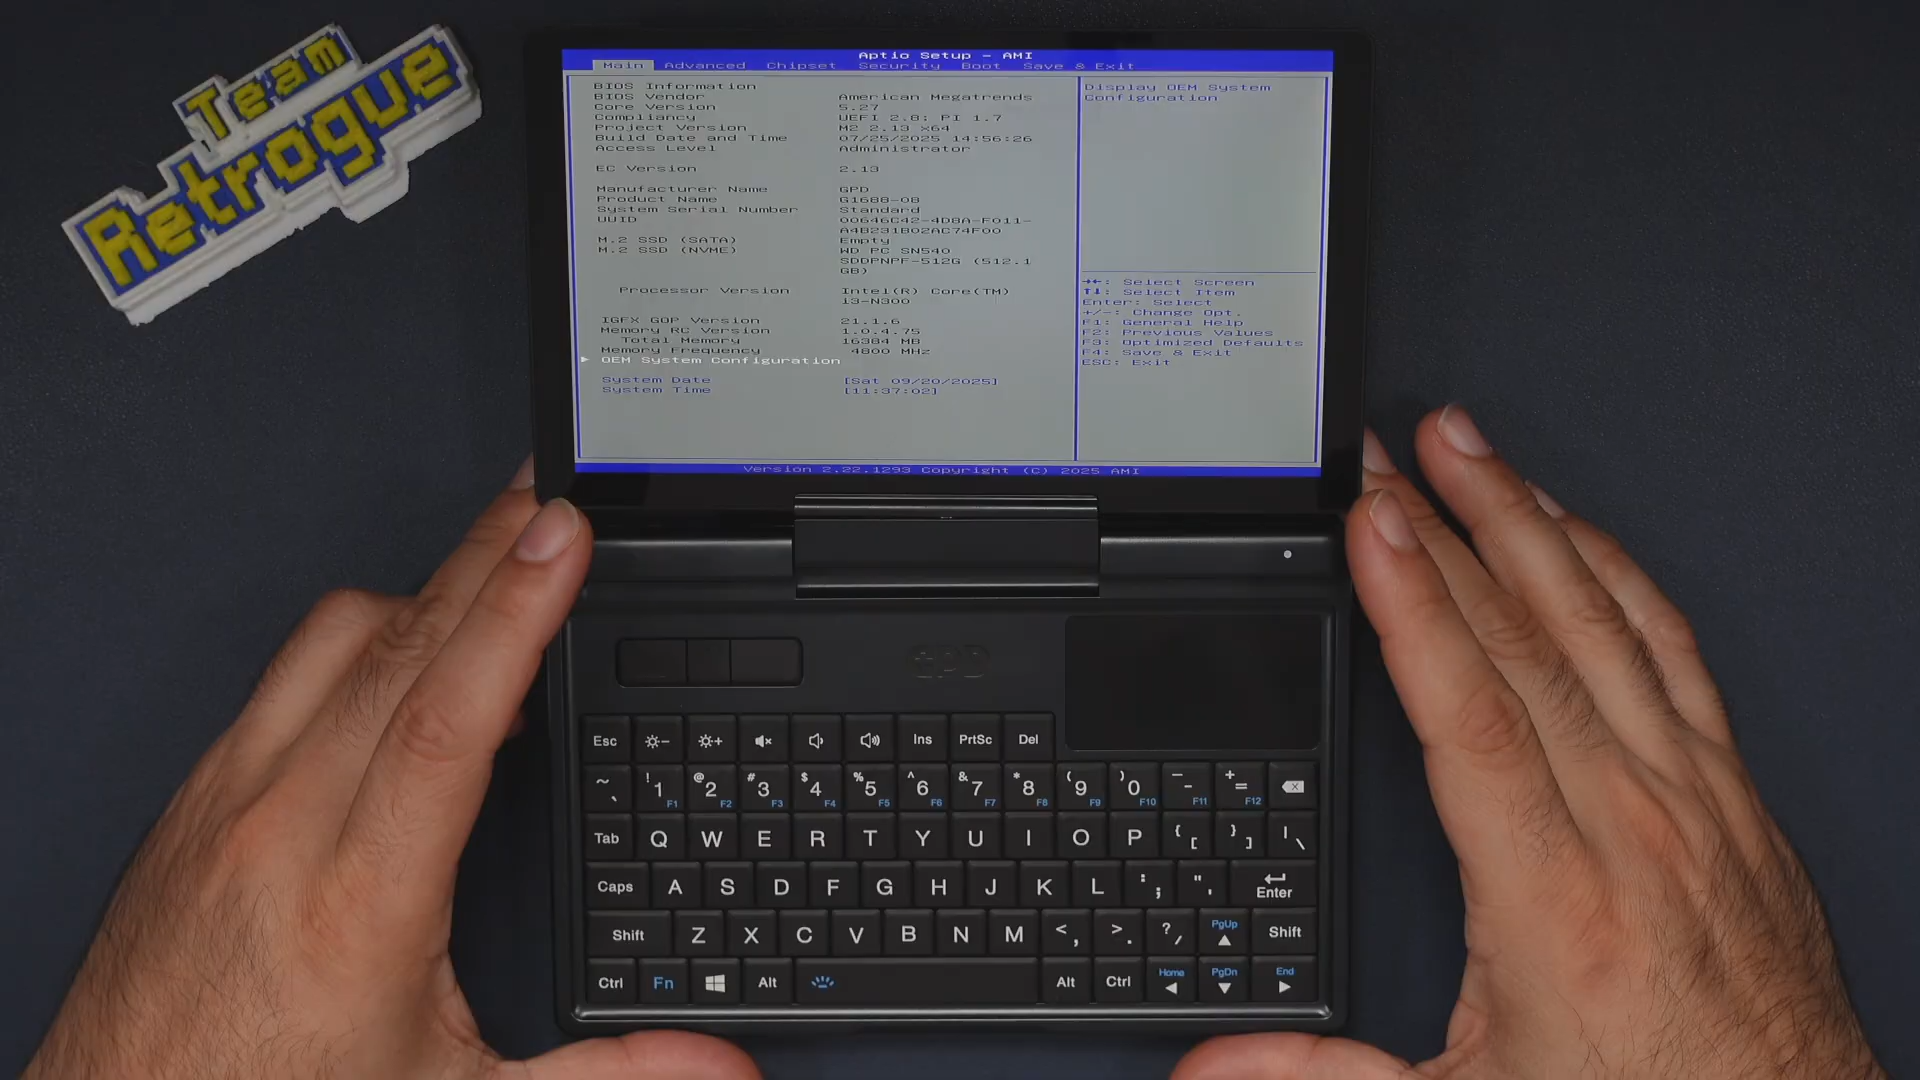 Team
Retrogue
Aptio Setup – AMI
Main Advanced Chipset Security Boot Save & Exit
BIOS Information
BIOS Vendor American Megatrends
Core Version 5.27
Compliancy UEFI 2.8; PI 1.7
Project Version M2 2.13 x64
Build Date and Time 07/25/2025 14:56:26
Access Level Administrator
EC Version 2.13
Manufacturer Name GPD
Product Name G1688-08
System Serial Number Standard
UUID 00646C42-4D8A-F011-
A4B231B02AC74F00
M.2 SSD (SATA) Empty
M.2 SSD (NVME) WD PC SN540
SDDPNPF-512G (512.1
GB)
Processor Version Intel(R) Core(TM)
i3-N300
IGFX GOP Version 21.1.6
Memory RC Version 1.0.4.75
Total Memory 16384 MB
Memory Frequency 4800 MHz
► OEM System Configuration
System Date [Sat 09/20/2025]
System Time [11:37:02]
Display OEM System
Configuration
→←: Select Screen
↑↓: Select Item
Enter: Select
+/-: Change Opt.
F1: General Help
F2: Previous Values
F3: Optimized Defaults
F4: Save & Exit
ESC: Exit
Version 2.22.1293 Copyright (C) 2025 AMI
GPD
Esc Ins PrtSc Del
~ ` ! 1 F1 @ 2 F2 # 3 F3 $ 4 F4 % 5 F5 ^ 6 F6 & 7 F7 * 8 F8 ( 9 F9 ) 0 F10 _ - F11 + = F12
Tab Q W E R T Y U I O P { [ } ] | \
Caps A S D F G H J K L : ; " ' Enter
Shift Z X C V B N M < , > . ? / PgUp Shift
Ctrl Fn Alt Alt Ctrl Home PgDn End